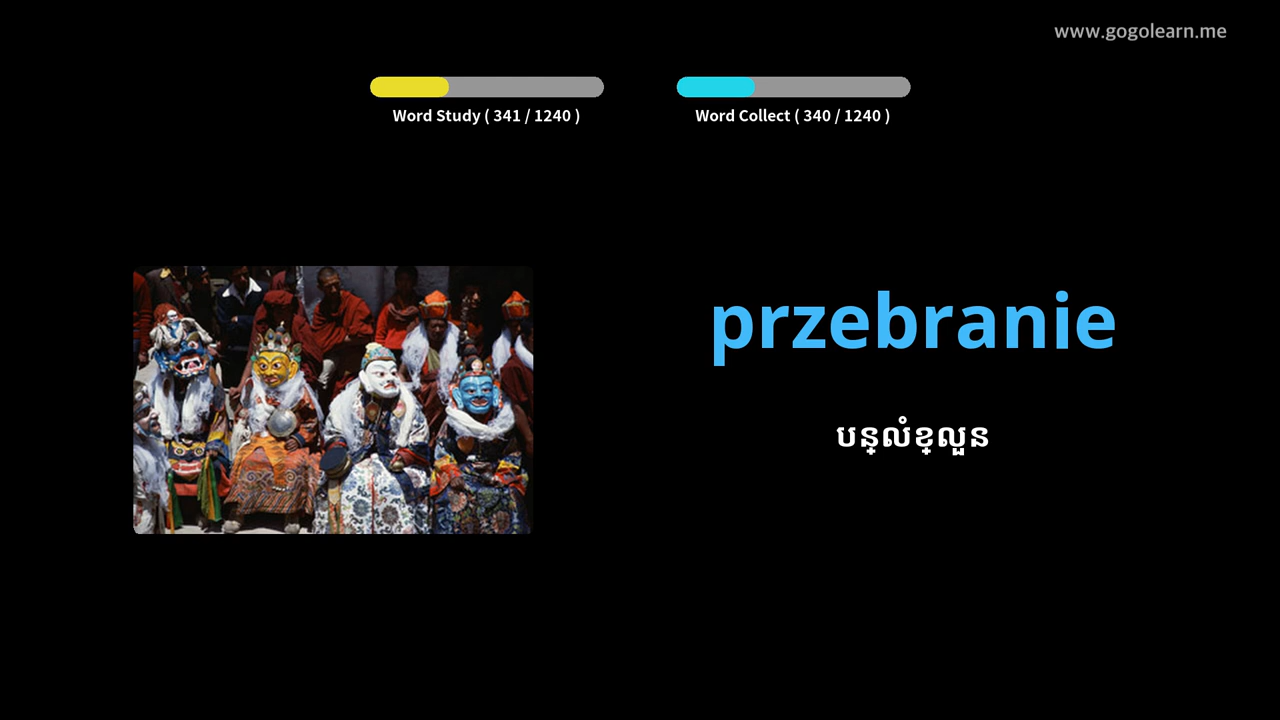 www.gogolearn.me
Word Study ( 341 / 1240 )
Word Collect ( 340 / 1240 )
przebranie
បន្លំខ្លួន